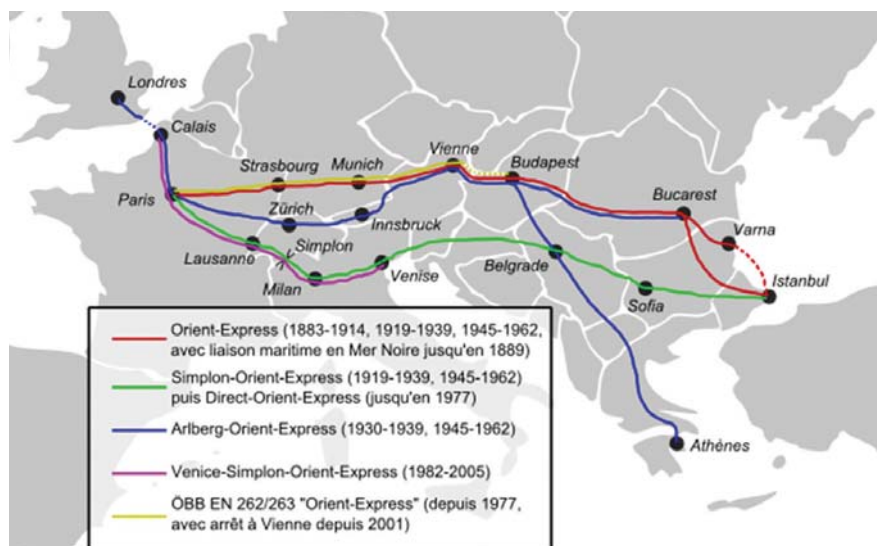 Londres
Calais
Strasbourg
Munich
Vienne
Budapest
Paris
Zürich
Innsbruck
Bucarest
Varna
Lausanne
Simplon
Milan
Venise
Belgrade
Sofia
Istanbul
Athénes
Orient-Express (1883-1914, 1919-1939, 1945-1962,
avec liaison maritime en Mer Noire jusqu'en 1889)
Simplon-Orient-Express (1919-1939, 1945-1962)
puis Direct-Orient-Express (jusqu'en 1977)
Arlberg-Orient-Express (1930-1939, 1945-1962)
Venice-Simplon-Orient-Express (1982-2005)
ÖBB EN 262/263 "Orient-Express" (depuis 1977,
avec arrêt à Vienne depuis 2001)